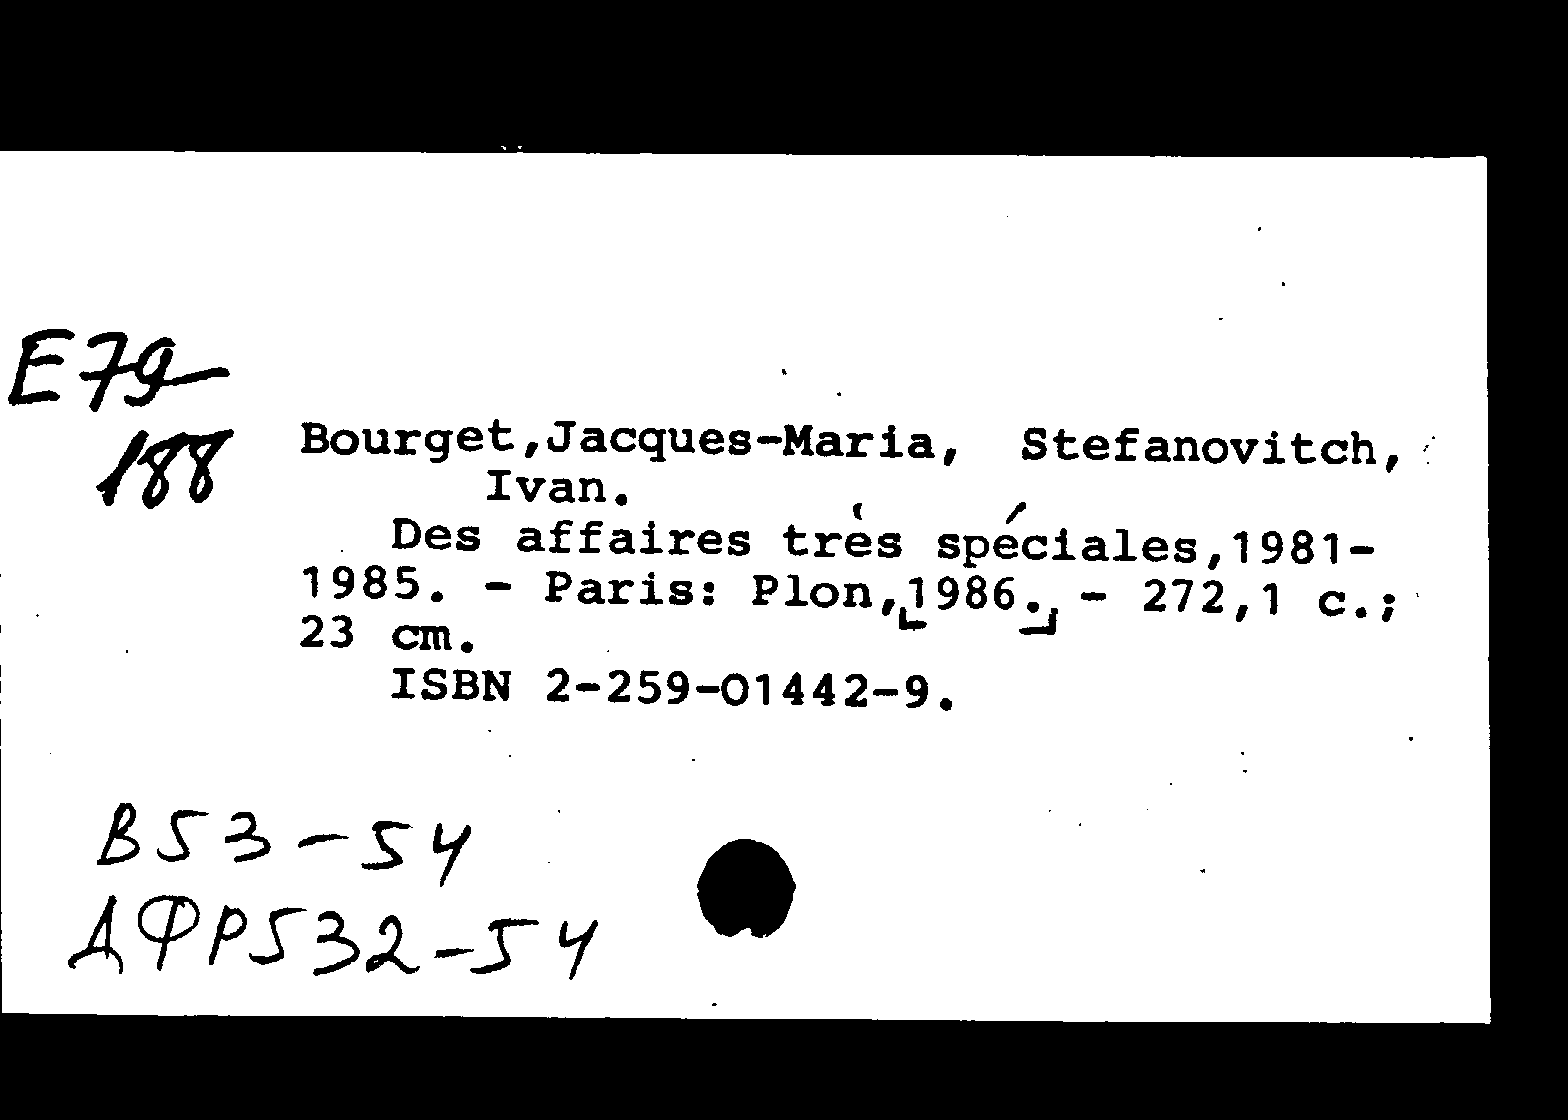 E79-
188
Bourget,Jacques-Maria, Stefanovitch,
Ivan.
Des affaires très spéciales,1981-
1985. - Paris: Plon,[1986.] - 272,1 c.;
23 cm.
ISBN 2-259-01442-9.
В53-54
ДФР532-54